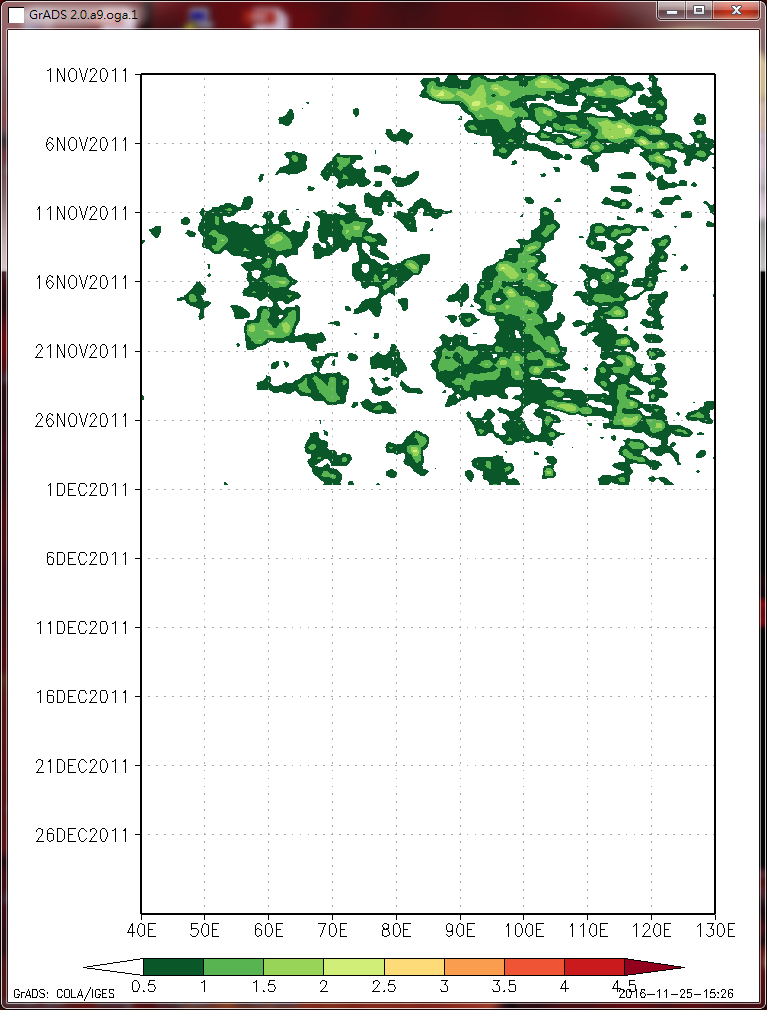 GrADS 2.0.a9.oga.1
1NOV2011
6NOV2011
11NOV2011
16NOV2011
21NOV2011
26NOV2011
1DEC2011
6DEC2011
11DEC2011
16DEC2011
21DEC2011
26DEC2011
40E 50E 60E 70E 80E 90E 100E 110E 120E 130E
0.5 1 1.5 2 2.5 3 3.5 4 4.5
GrADS: COLA/IGES 2016-11-25-15:26